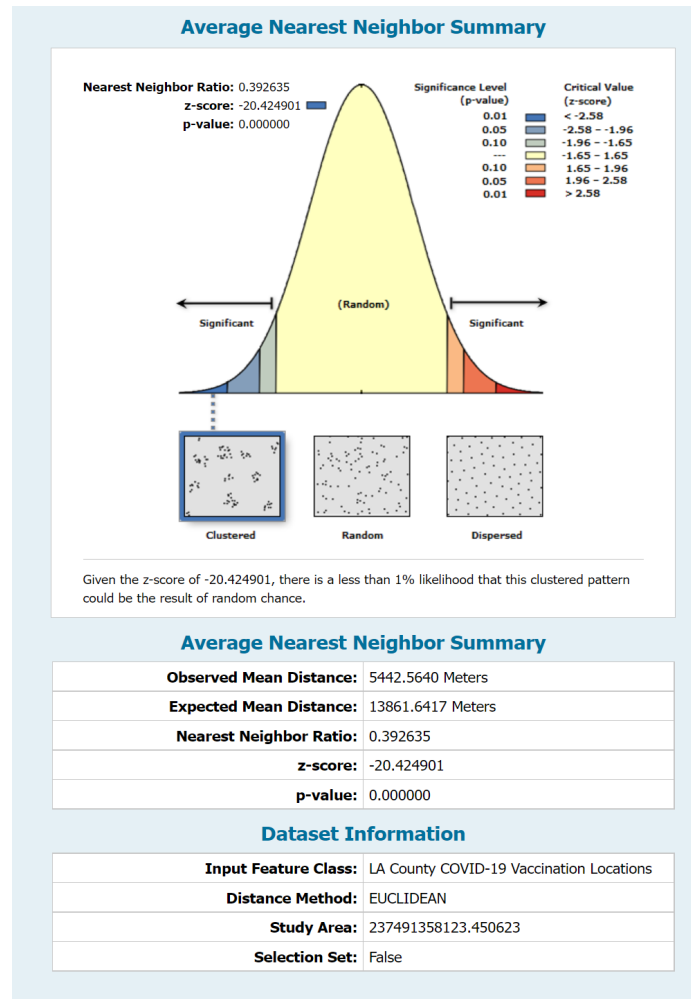 Average Nearest Neighbor Summary
Nearest Neighbor Ratio: 0.392635
z-score: -20.424901
p-value: 0.000000
Significance Level (p-value) Critical Value (z-score)
0.01 < -2.58
0.05 -2.58 - -1.96
0.10 -1.96 - -1.65
--- -1.65 - 1.65
0.10 1.65 - 1.96
0.05 1.96 - 2.58
0.01 > 2.58
(Random)
Significant Significant
Clustered Random Dispersed
Given the z-score of -20.424901, there is a less than 1% likelihood that this clustered pattern
could be the result of random chance.
Average Nearest Neighbor Summary
Observed Mean Distance: 5442.5640 Meters
Expected Mean Distance: 13861.6417 Meters
Nearest Neighbor Ratio: 0.392635
z-score: -20.424901
p-value: 0.000000
Dataset Information
Input Feature Class: LA County COVID-19 Vaccination Locations
Distance Method: EUCLIDEAN
Study Area: 237491358123.450623
Selection Set: False